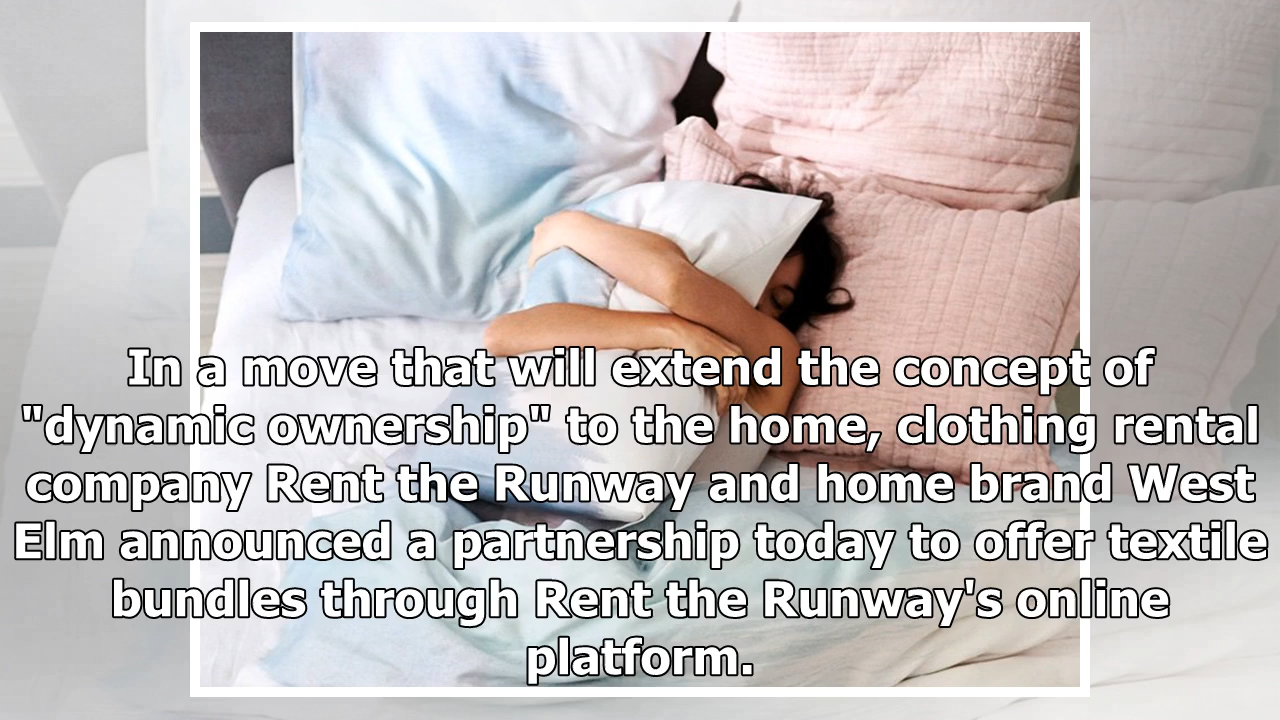 In a move that will extend the concept of
"dynamic ownership" to the home, clothing rental
company Rent the Runway and home brand West
Elm announced a partnership today to offer textile
bundles through Rent the Runway's online
platform.